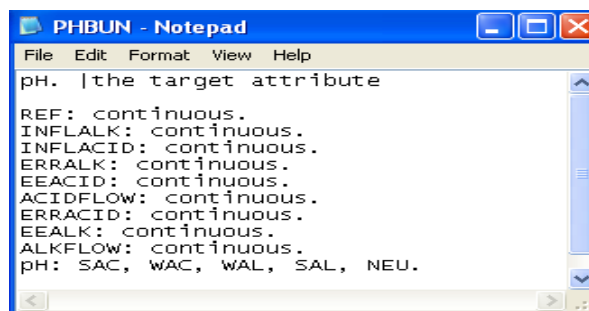 PHBUN - Notepad
File Edit Format View Help
pH. |the target attribute
REF: continuous.
INFLALK: continuous.
INFLACID: continuous.
ERRALK: continuous.
EEACID: continuous.
ACIDFLOW: continuous.
ERRACID: continuous.
EEALK: continuous.
ALKFLOW: continuous.
pH: SAC, WAC, WAL, SAL, NEU.